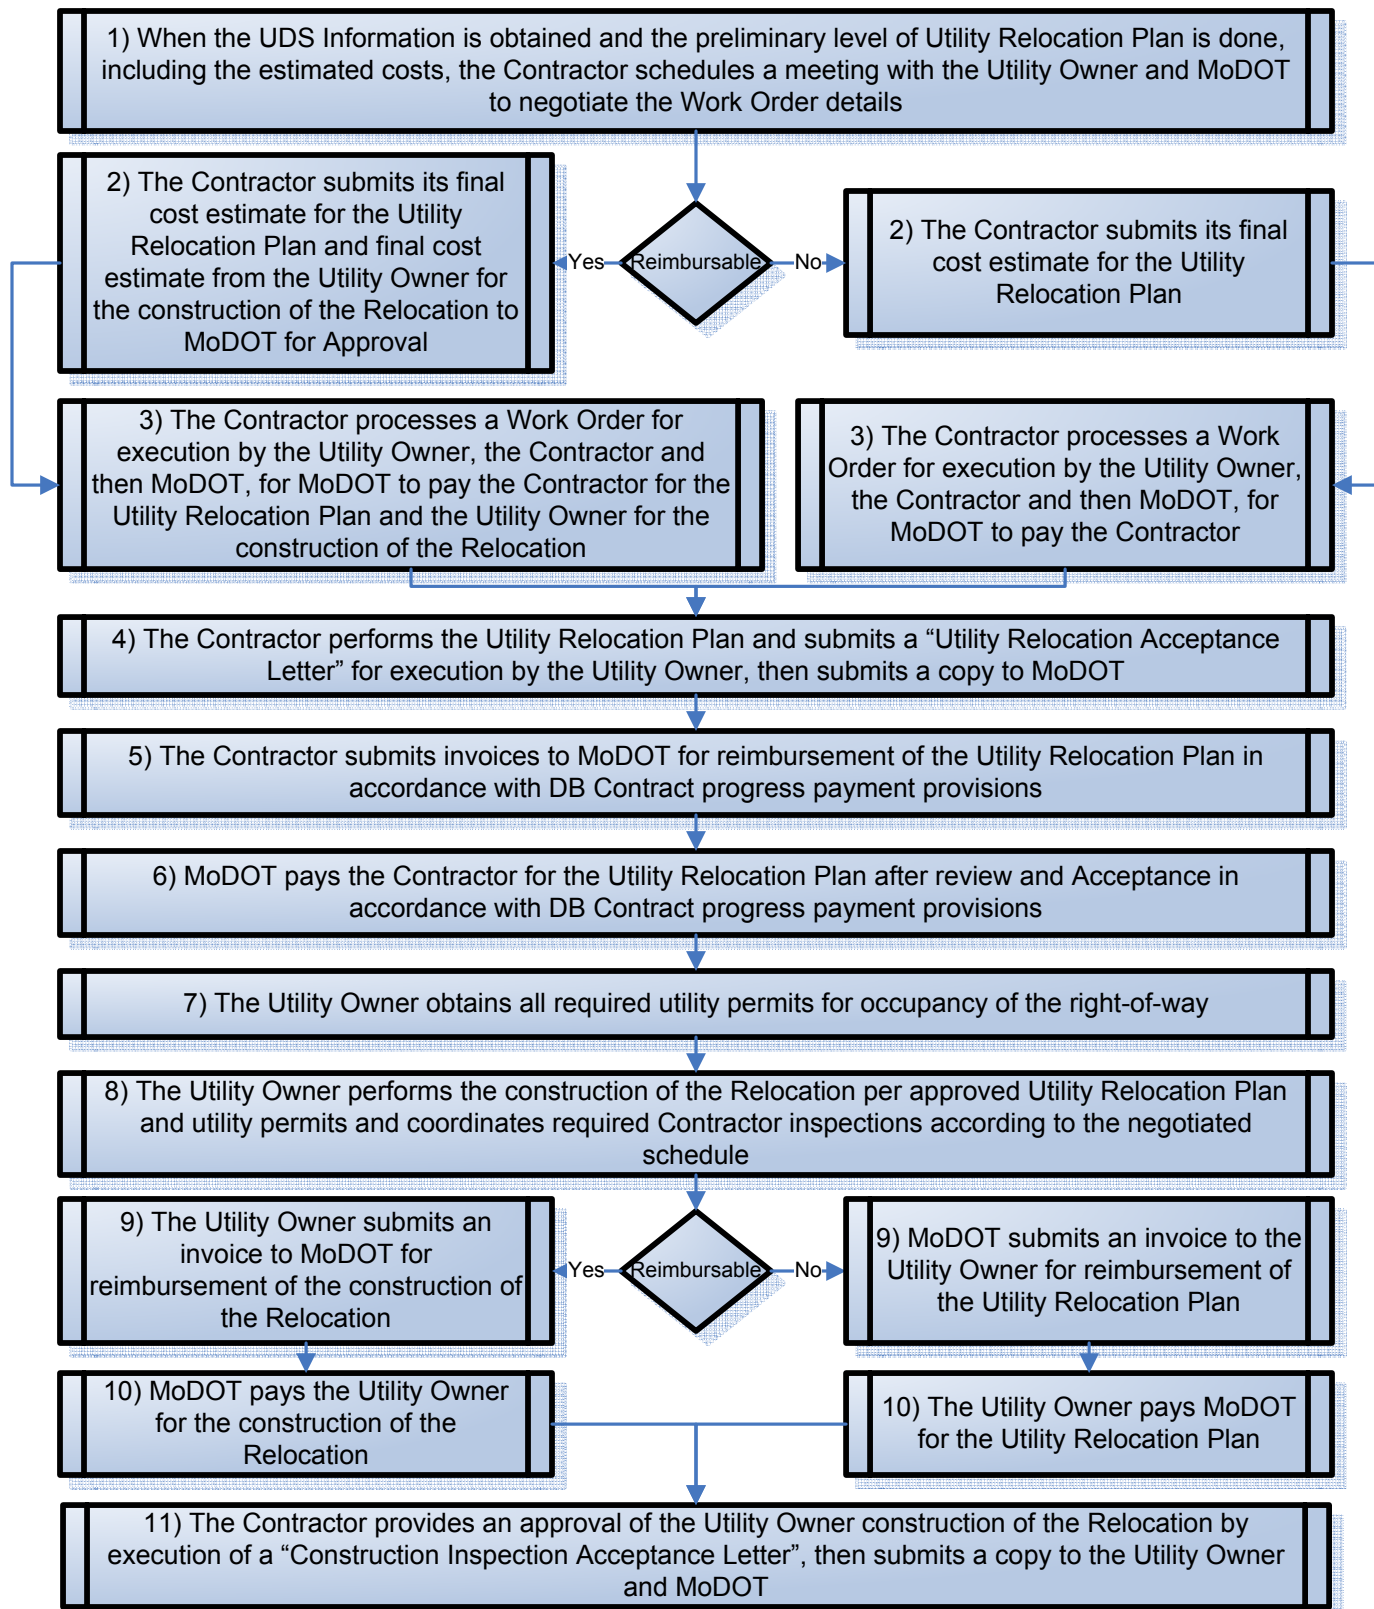 1) When the UDS Information is obtained and the preliminary level of Utility Relocation Plan is done,
including the estimated costs, the Contractor schedules a meeting with the Utility Owner and MoDOT
to negotiate the Work Order details
2) The Contractor submits its final
cost estimate for the Utility
Relocation Plan and final cost
estimate from the Utility Owner for
the construction of the Relocation to
MoDOT for Approval
Yes
Reimbursable
No
2) The Contractor submits its final
cost estimate for the Utility
Relocation Plan
3) The Contractor processes a Work Order for
execution by the Utility Owner, the Contractor and
then MoDOT, for MoDOT to pay the Contractor for the
Utility Relocation Plan and the Utility Owner for the
construction of the Relocation
3) The Contractor processes a Work
Order for execution by the Utility Owner,
the Contractor and then MoDOT, for
MoDOT to pay the Contractor
4) The Contractor performs the Utility Relocation Plan and submits a “Utility Relocation Acceptance
Letter” for execution by the Utility Owner, then submits a copy to MoDOT
5) The Contractor submits invoices to MoDOT for reimbursement of the Utility Relocation Plan in
accordance with DB Contract progress payment provisions
6) MoDOT pays the Contractor for the Utility Relocation Plan after review and Acceptance in
accordance with DB Contract progress payment provisions
7) The Utility Owner obtains all required utility permits for occupancy of the right-of-way
8) The Utility Owner performs the construction of the Relocation per approved Utility Relocation Plan
and utility permits and coordinates required Contractor inspections according to the negotiated
schedule
9) The Utility Owner submits an
invoice to MoDOT for
reimbursement of the construction of
the Relocation
Yes
Reimbursable
No
9) MoDOT submits an invoice to the
Utility Owner for reimbursement of
the Utility Relocation Plan
10) MoDOT pays the Utility Owner
for the construction of the
Relocation
10) The Utility Owner pays MoDOT
for the Utility Relocation Plan
11) The Contractor provides an approval of the Utility Owner construction of the Relocation by
execution of a “Construction Inspection Acceptance Letter”, then submits a copy to the Utility Owner
and MoDOT